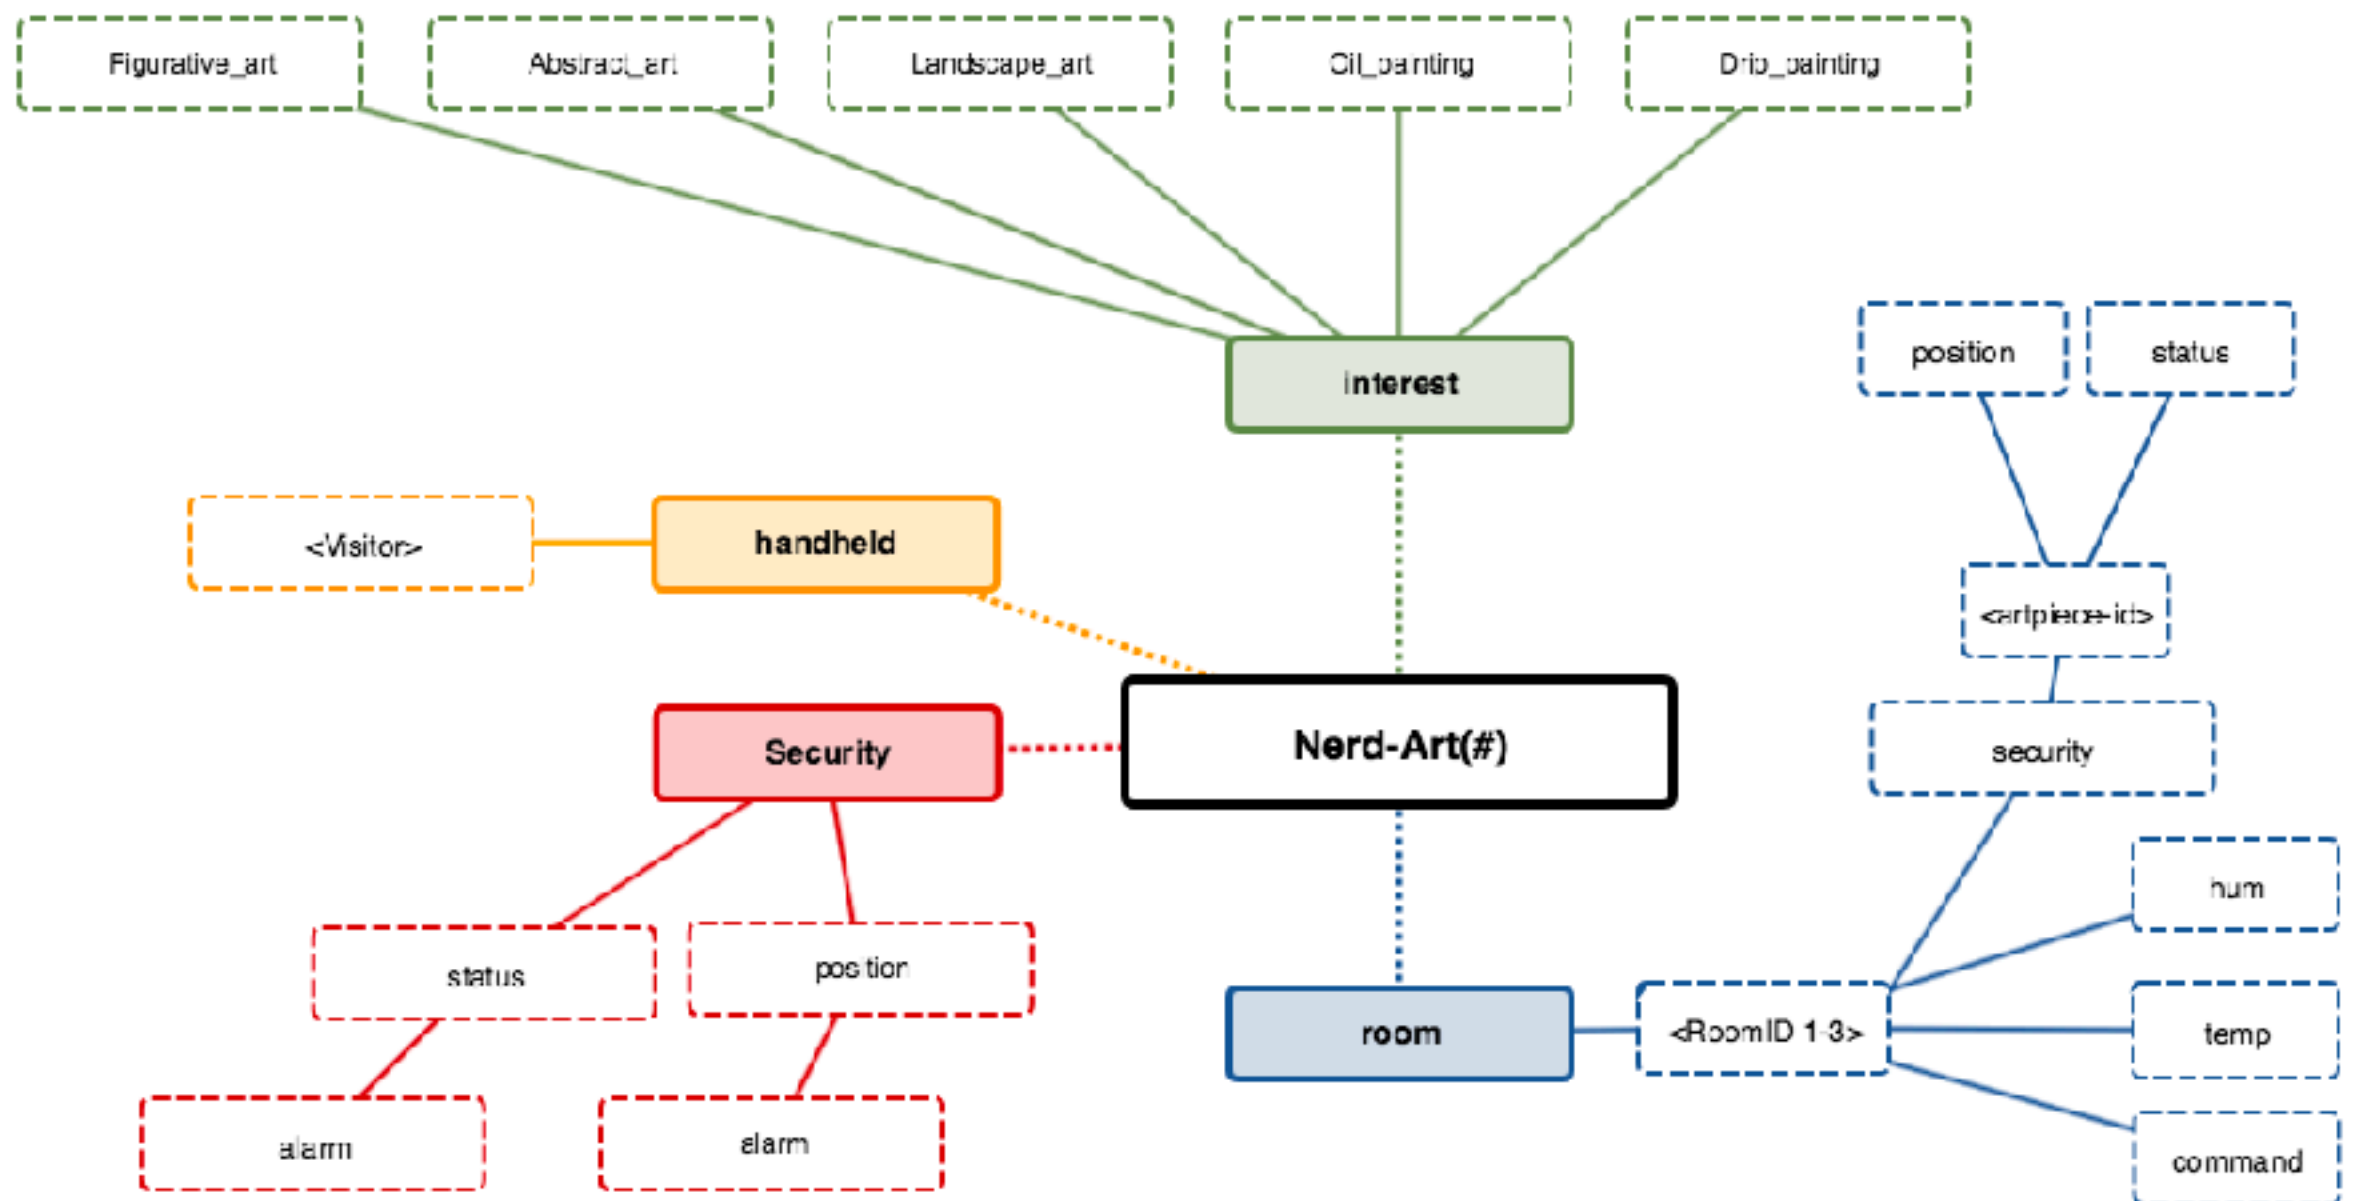 Figurative_art
Abstract_art
Landscape_art
Oil_painting
Drip_painting
interest
position
status
<Visitor>
handheld
<artpiece-id>
Security
Nerd-Art(#)
security
hum
status
position
room
<RoomID 1-3>
temp
alarm
alarm
command